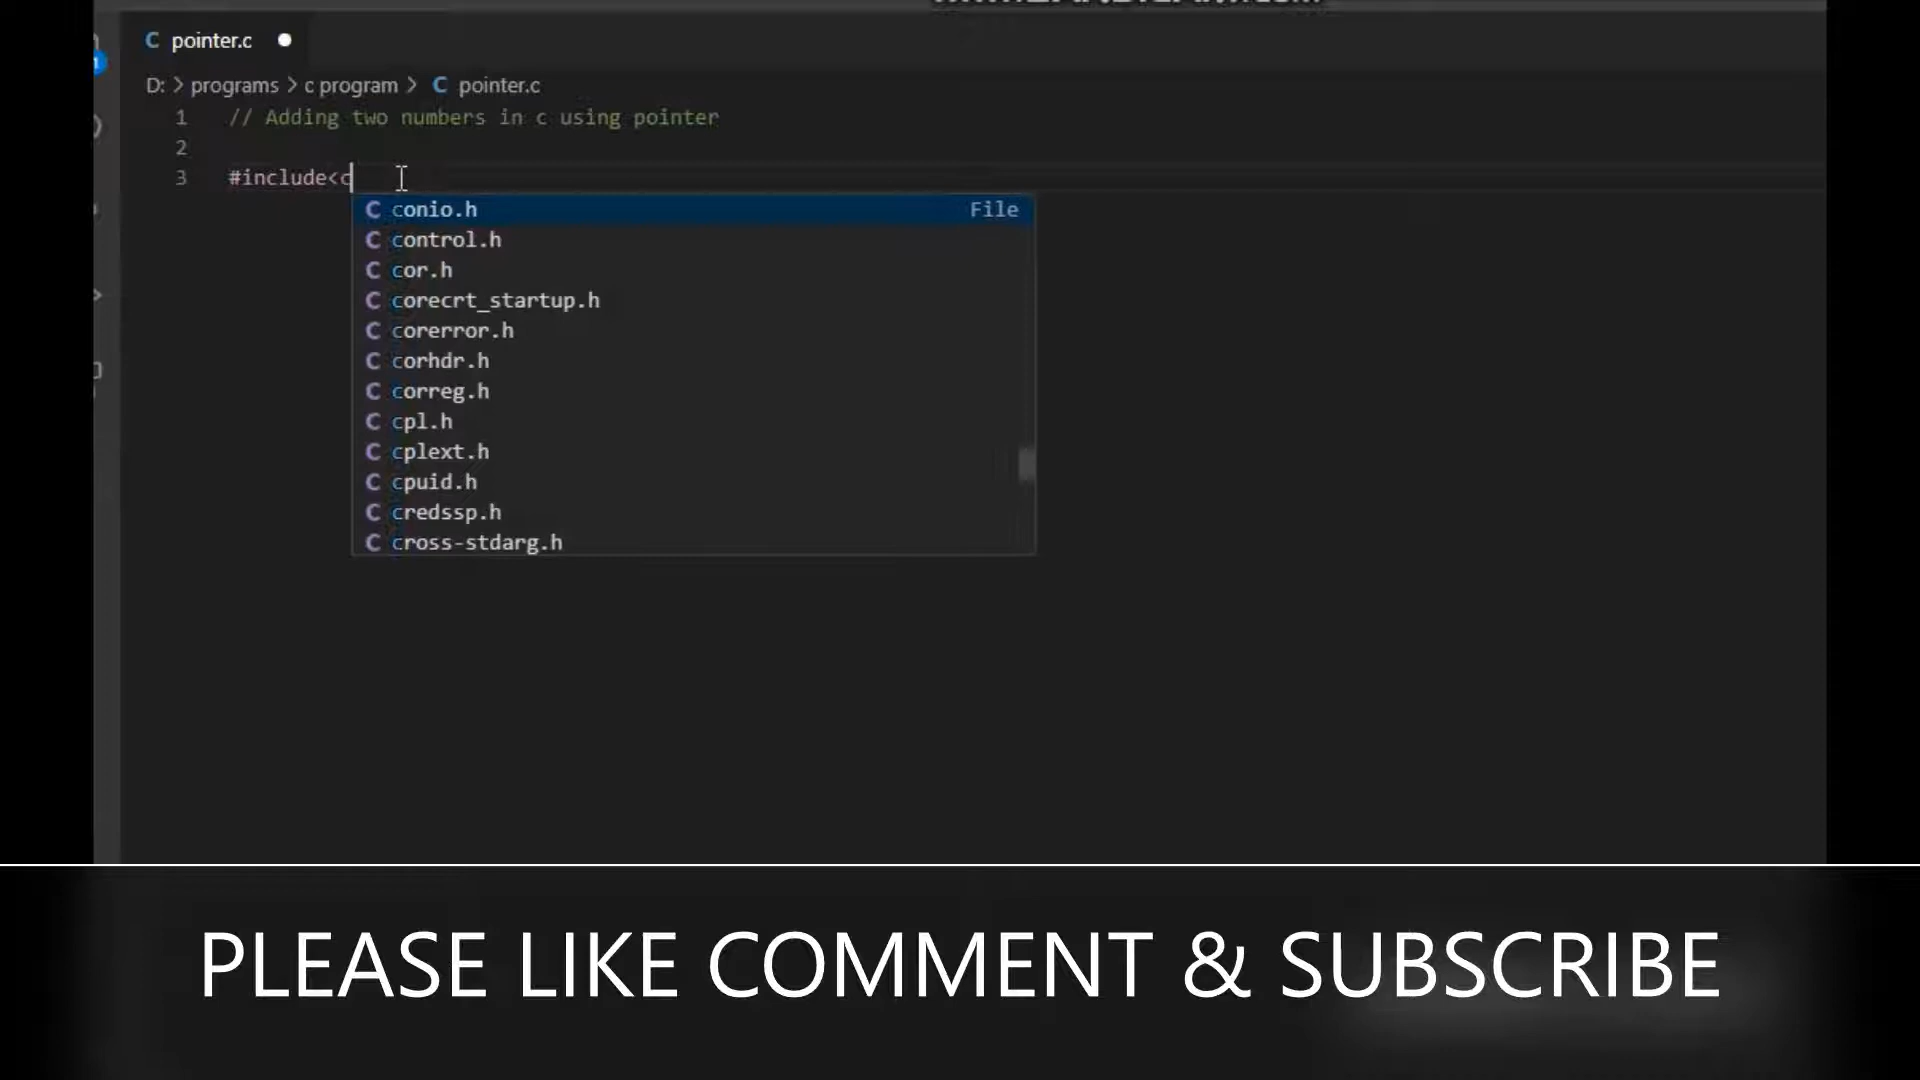 C pointer.c
D: > programs > c program > C pointer.c
1 // Adding two numbers in c using pointer
2
3 #include<c
C conio.h File
C control.h
C cor.h
C corecrt_startup.h
C corerror.h
C corhdr.h
C correg.h
C cpl.h
C cplext.h
C cpuid.h
C credssp.h
C cross-stdarg.h
PLEASE LIKE COMMENT & SUBSCRIBE